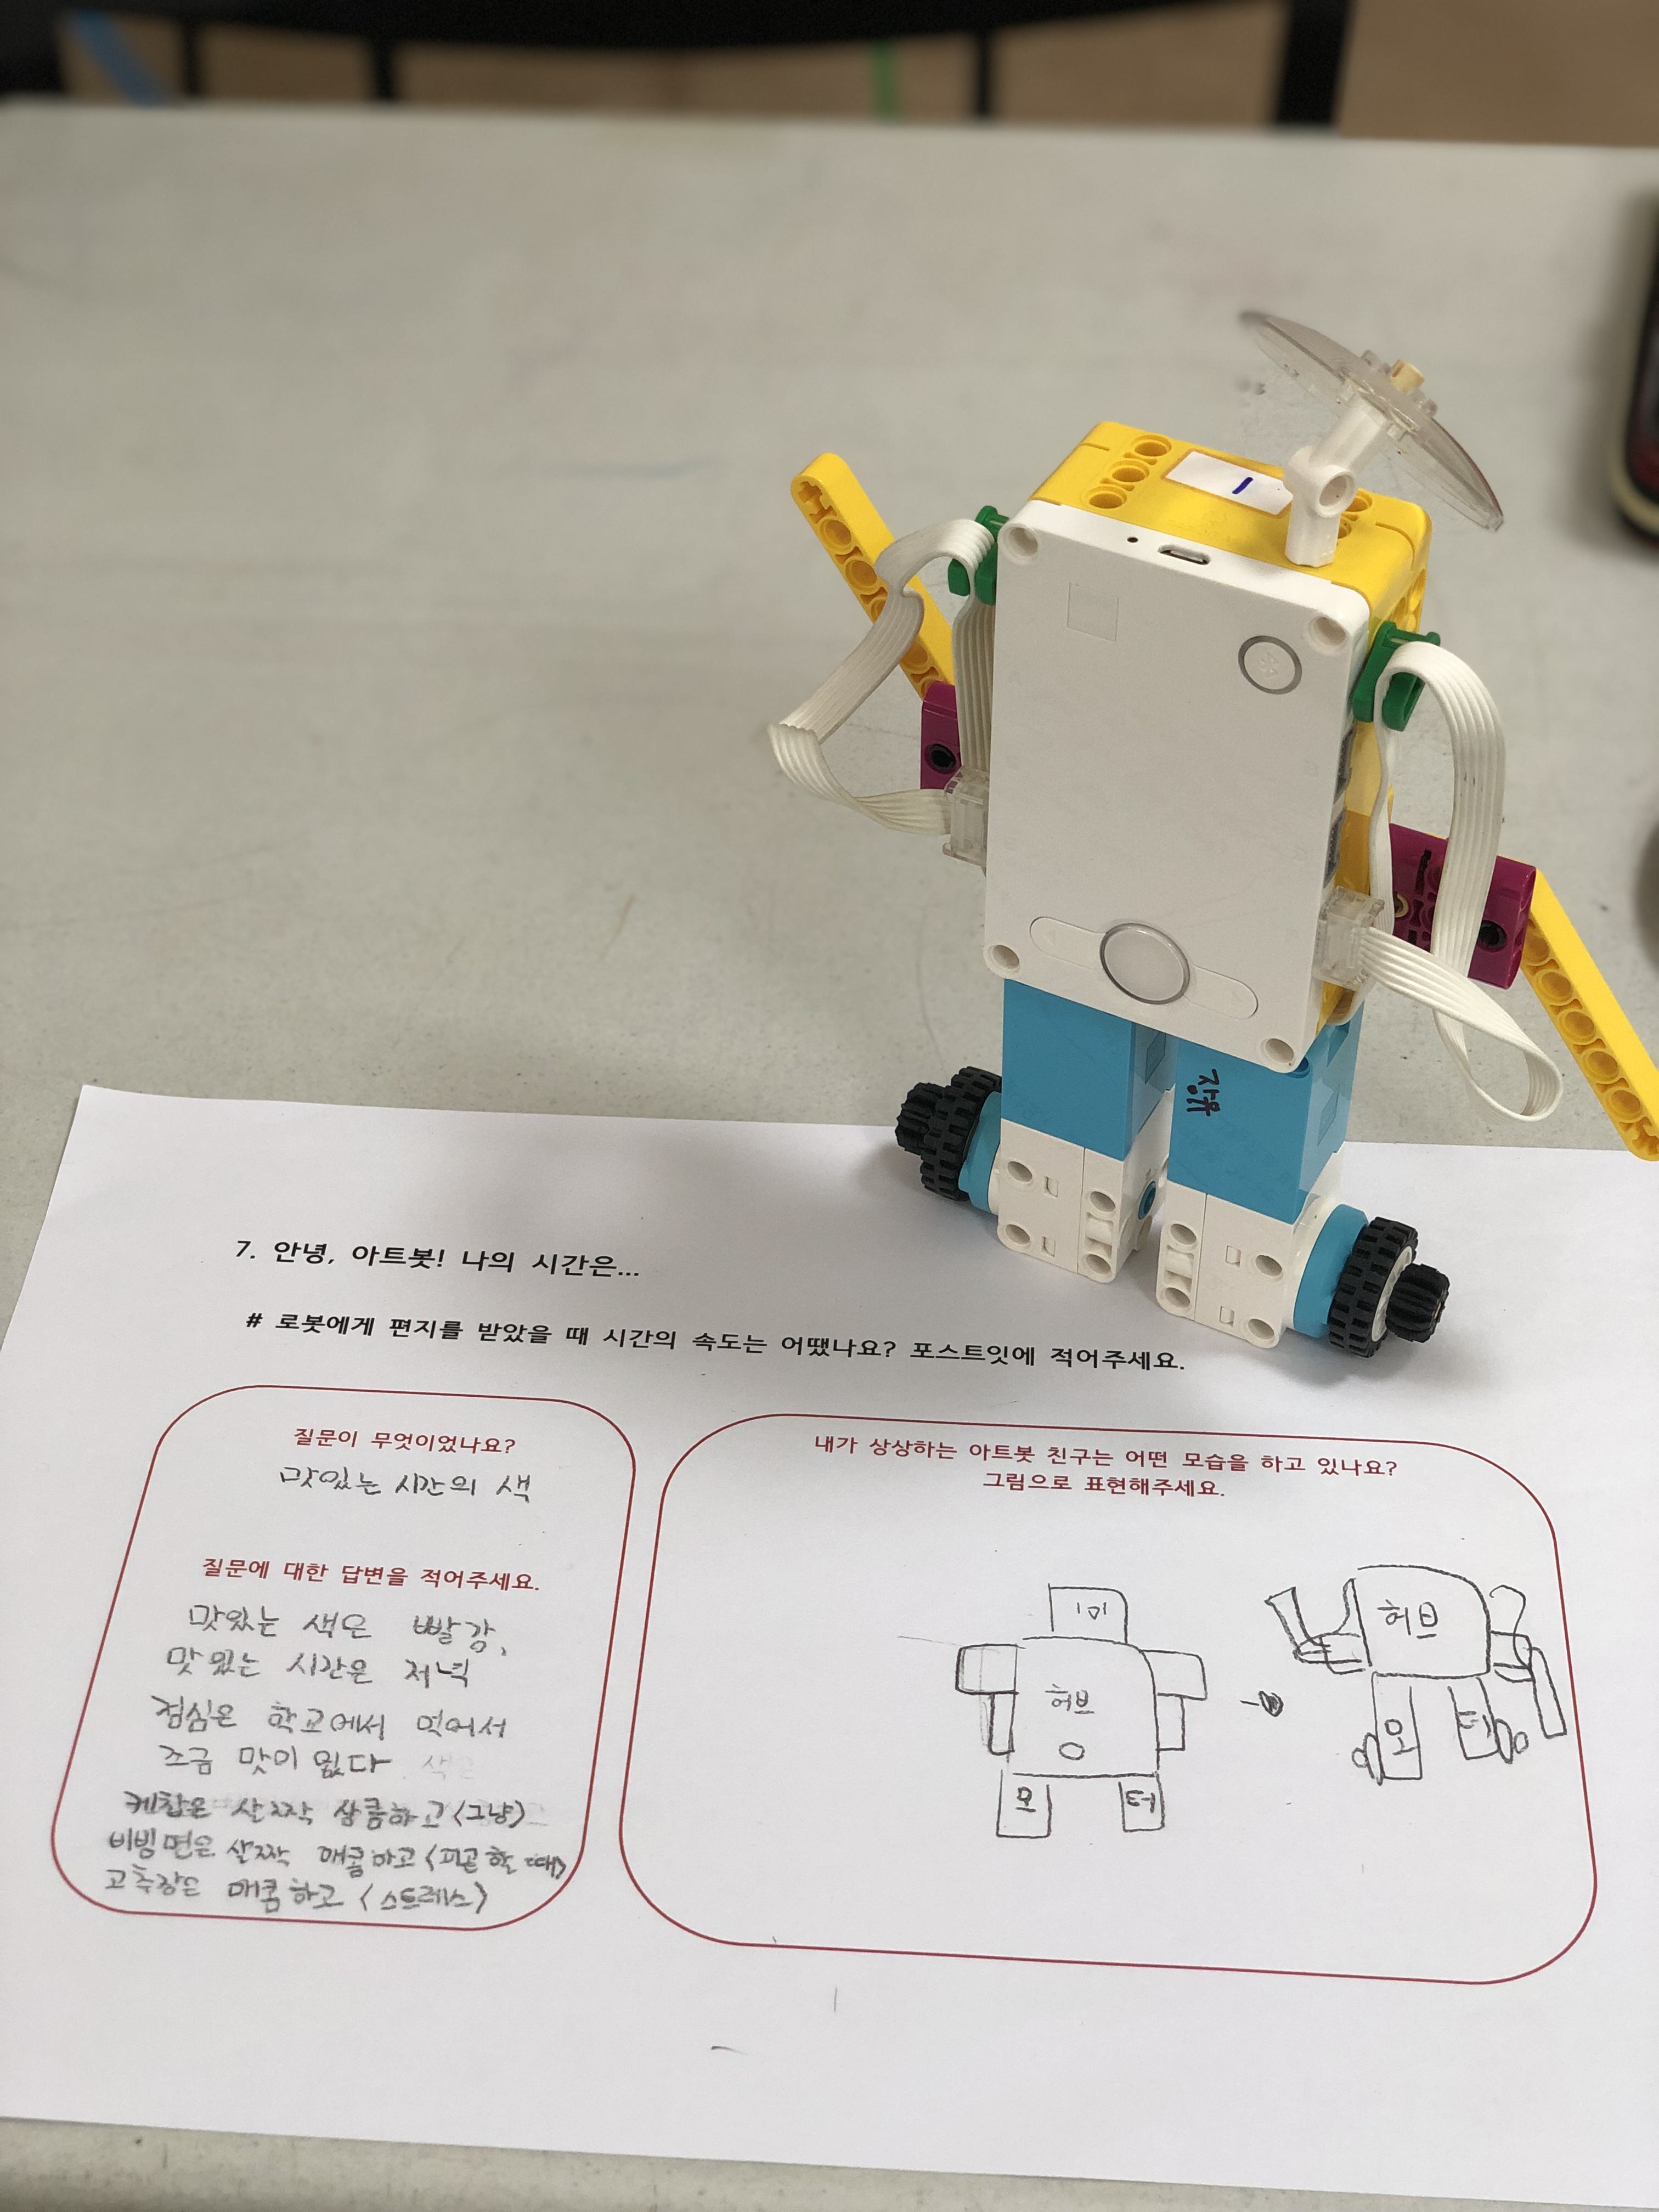 1
자유
7. 안녕, 아트봇! 나의 시간은...
# 로봇에게 편지를 받았을 때 시간의 속도는 어땠나요? 포스트잇에 적어주세요.
질문이 무엇이었나요?
맛있는 시간의 색
질문에 대한 답변을 적어주세요.
맛있는 색은 빨강,
맛있는 시간은 저녁
점심은 학교에서 먹어서
조금 맛이 없다 색은
케찹은 살짝 상큼하고 <그냥>
비빔면은 살짝 매콤하고 <피곤할 때>
고추장은 매콤하고 <스트레스>
내가 상상하는 아트봇 친구는 어떤 모습을 하고 있나요?
그림으로 표현해주세요.
허브
모 터
허브
모 터